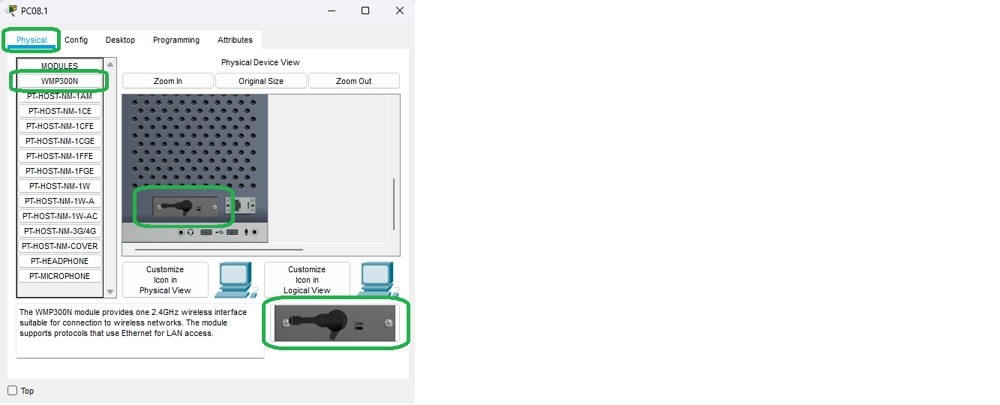 PC08.1
Physical
Config
Desktop
Programming
Attributes
MODULES
WMP300N
PT-HOST-NM-1AM
PT-HOST-NM-1CE
PT-HOST-NM-1CFE
PT-HOST-NM-1CGE
PT-HOST-NM-1FFE
PT-HOST-NM-1FGE
PT-HOST-NM-1W
PT-HOST-NM-1W-A
PT-HOST-NM-1W-AC
PT-HOST-NM-3G/4G
PT-HOST-NM-COVER
PT-HEADPHONE
PT-MICROPHONE
Physical Device View
Zoom In
Original Size
Zoom Out
Customize
Icon in
Physical View
Customize
Icon in
Logical View
The WMP300N module provides one 2.4GHz wireless interface
suitable for connection to wireless networks. The module
supports protocols that use Ethernet for LAN access.
LINK
Top